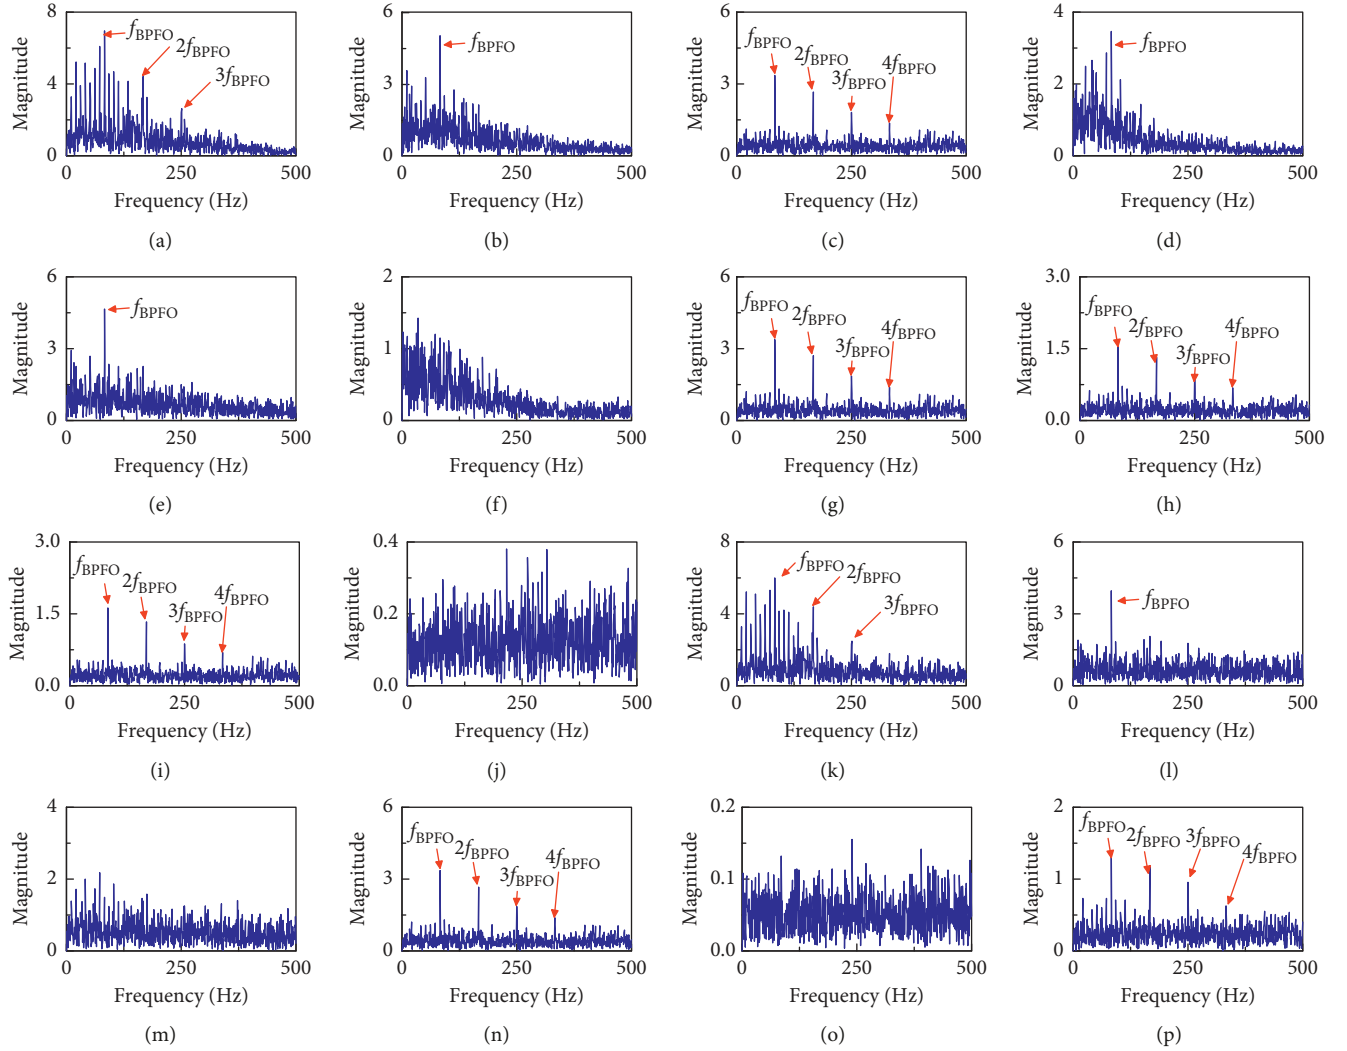 8
4
0
Magnitude
fBPFO
2fBPFO
3fBPFO
0 250 500
Frequency (Hz)
(a)
6
3
0
Magnitude
fBPFO
0 250 500
Frequency (Hz)
(b)
6
3
0
Magnitude
fBPFO
2fBPFO
3fBPFO
4fBPFO
0 250 500
Frequency (Hz)
(c)
4
2
0
Magnitude
fBPFO
0 250 500
Frequency (Hz)
(d)
6
3
0
Magnitude
fBPFO
0 250 500
Frequency (Hz)
(e)
2
1
0
Magnitude
0 250 500
Frequency (Hz)
(f)
6
3
0
Magnitude
fBPFO
2fBPFO
3fBPFO
4fBPFO
0 250 500
Frequency (Hz)
(g)
3.0
1.5
0.0
Magnitude
fBPFO
2fBPFO
3fBPFO
4fBPFO
0 250 500
Frequency (Hz)
(h)
3.0
1.5
0.0
Magnitude
fBPFO
2fBPFO
3fBPFO
4fBPFO
0 250 500
Frequency (Hz)
(i)
0.4
0.2
0.0
Magnitude
0 250 500
Frequency (Hz)
(j)
8
4
0
Magnitude
fBPFO
2fBPFO
3fBPFO
0 250 500
Frequency (Hz)
(k)
6
3
0
Magnitude
fBPFO
0 250 500
Frequency (Hz)
(l)
4
2
0
Magnitude
0 250 500
Frequency (Hz)
(m)
6
3
0
Magnitude
fBPFO
2fBPFO
3fBPFO
4fBPFO
0 250 500
Frequency (Hz)
(n)
0.2
0.1
0.0
Magnitude
0 250 500
Frequency (Hz)
(o)
2
1
0
Magnitude
fBPFO
2fBPFO
3fBPFO
4fBPFO
0 250 500
Frequency (Hz)
(p)